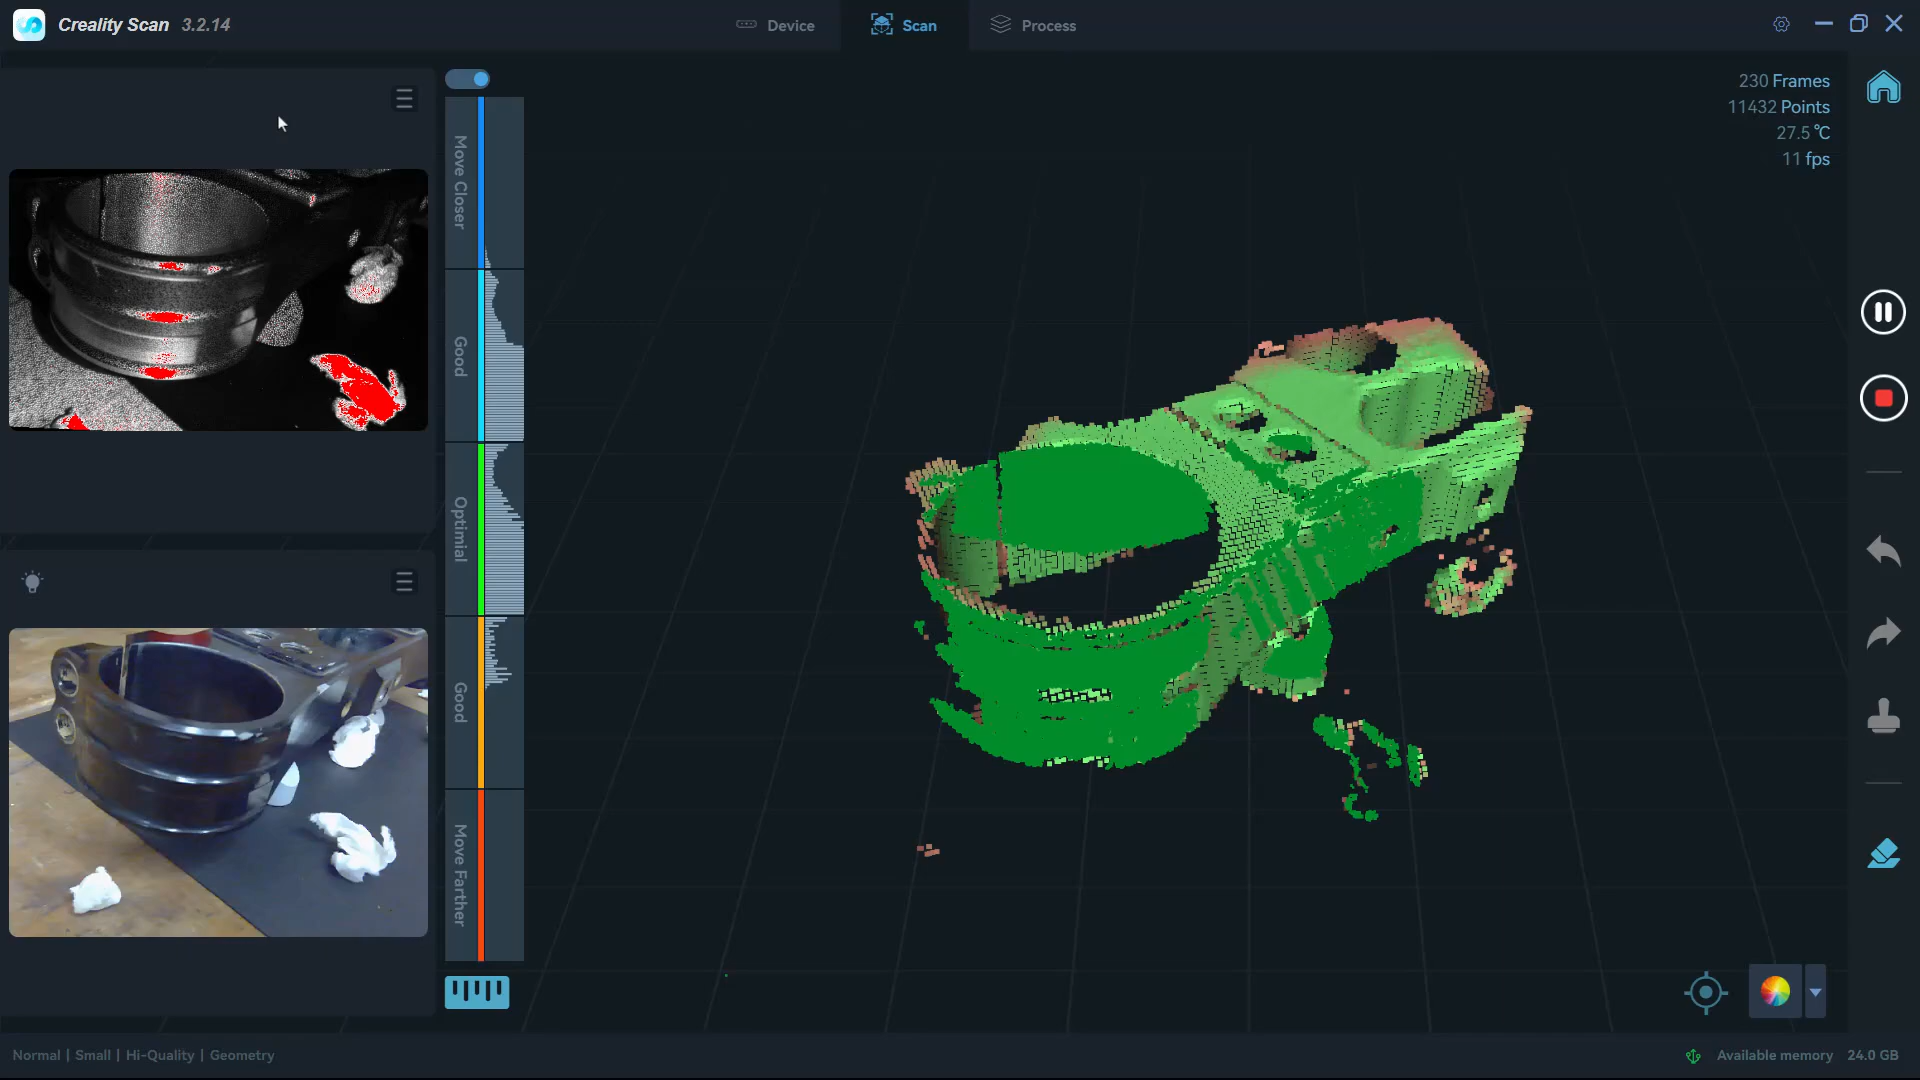 Creality Scan 3.2.14
Device
Scan
Process
230 Frames
11432 Points
27.5 ℃
11 fps
Move Closer
Good
Optimial
Good
Move Farther
Normal | Small | Hi-Quality | Geometry
Available memory 24.0 GB